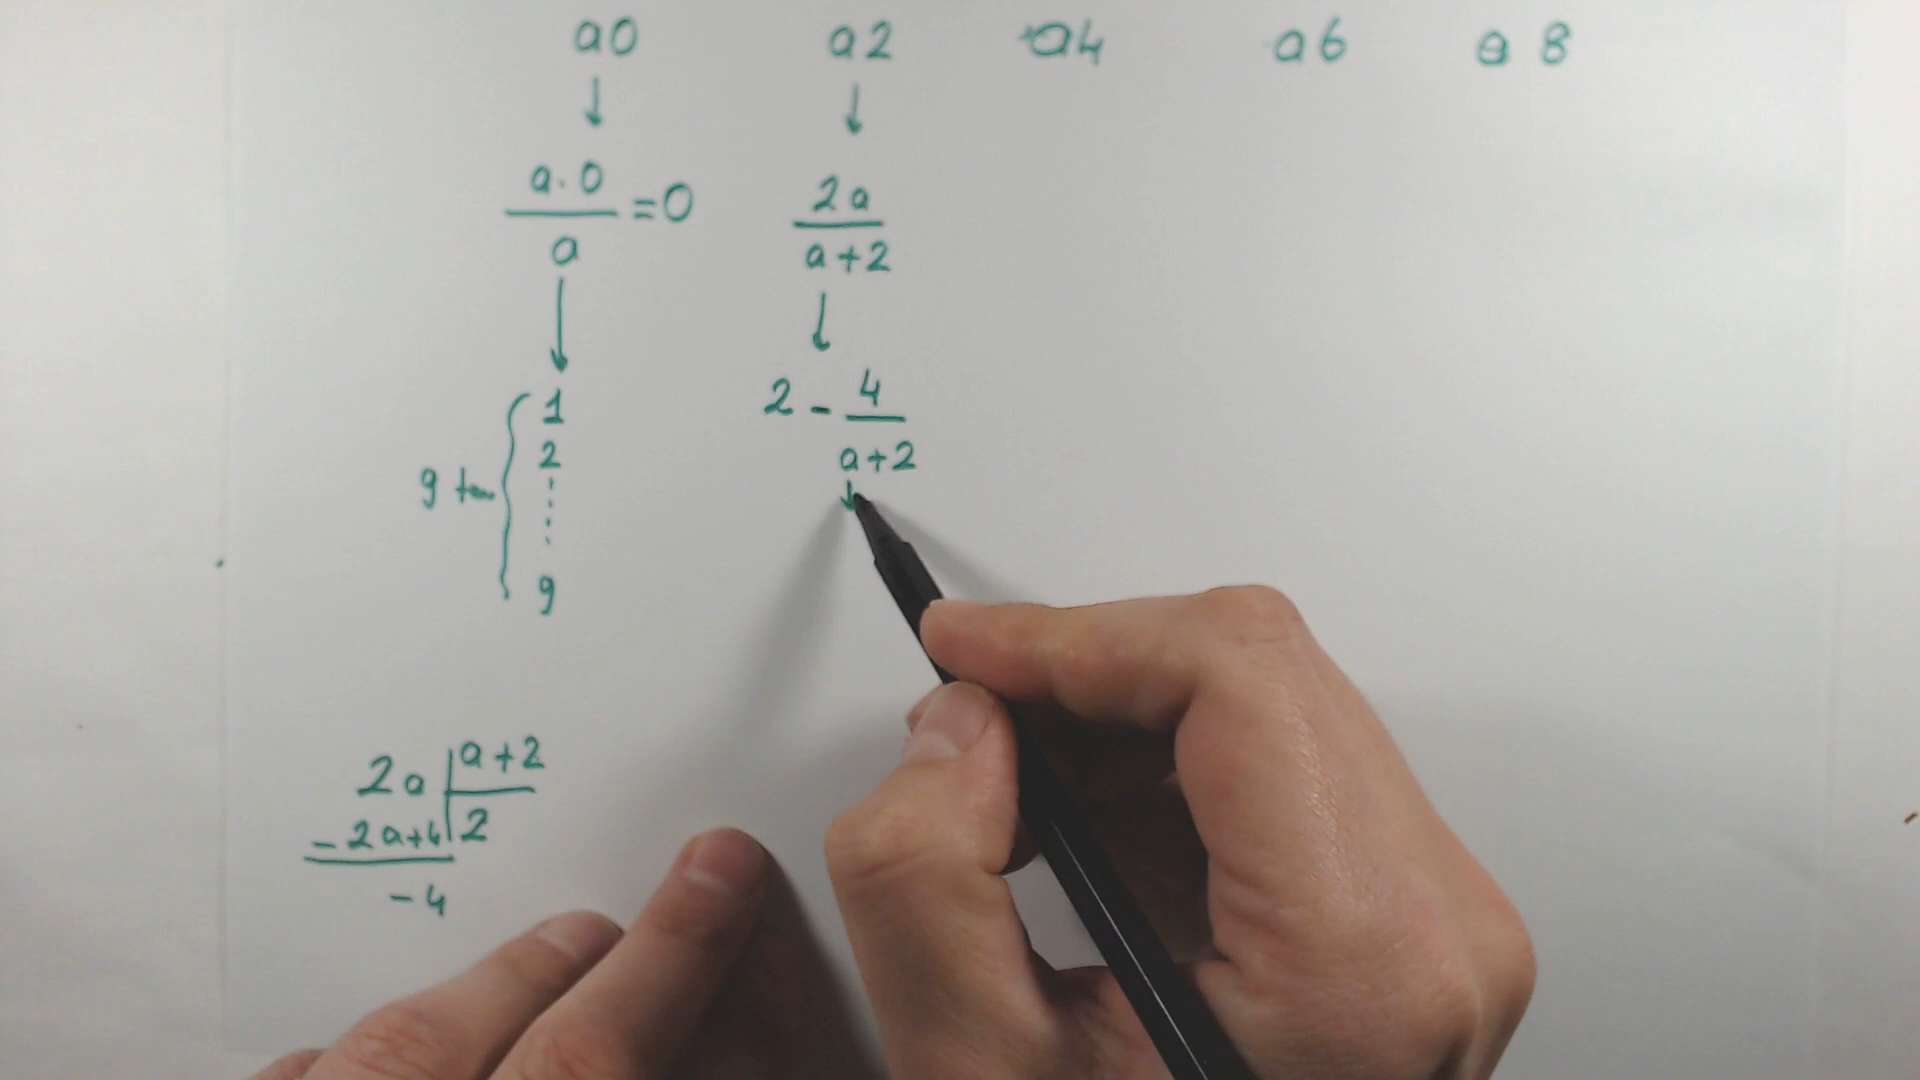 a0 a2 a4 a6 a 8
↓ ↓
a·0 / a =0
2a / a+2
↓ ↓
2 - 4 / a+2
↓
9 tane { 1
2
⋮
9
2a | a+2
-2a+4 | 2
-4